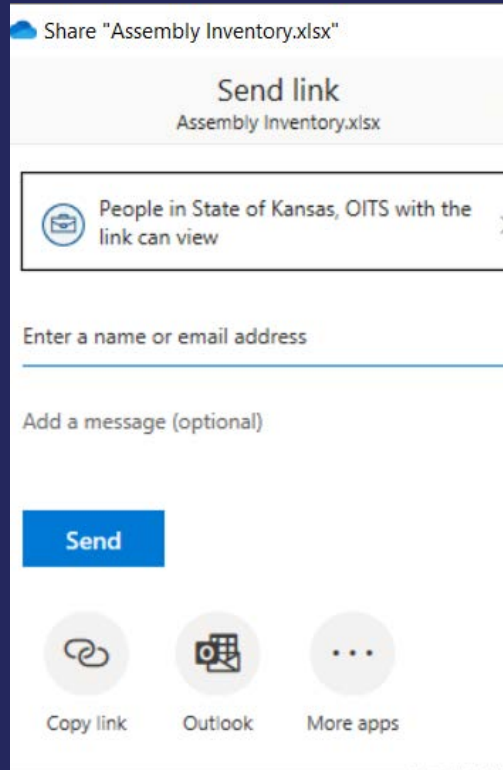 Share "Assembly Inventory.xlsx"
Send link
Assembly Inventory.xlsx
People in State of Kansas, OITS with the
link can view
Enter a name or email address
Add a message (optional)
Send
Copy link
Outlook
More apps